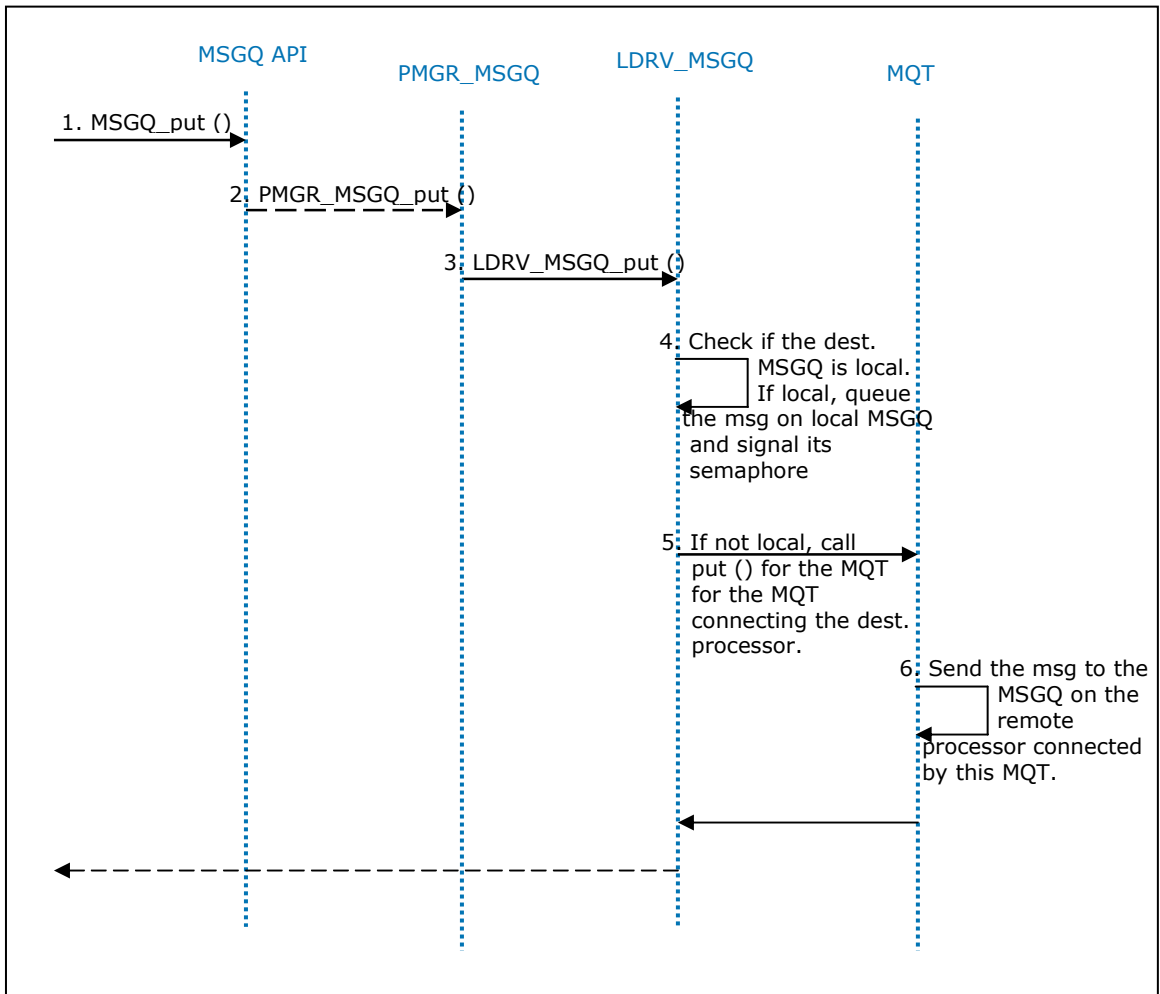 MSGQ API
PMGR_MSGQ
LDRV_MSGQ
MQT
1. MSGQ_put ()
2. PMGR_MSGQ_put ()
3. LDRV_MSGQ_put ()
4. Check if the dest.
MSGQ is local.
If local, queue
the msg on local MSGQ
and signal its
semaphore
5. If not local, call
put () for the MQT
for the MQT
connecting the dest.
processor.
6. Send the msg to the
MSGQ on the
remote
processor connected
by this MQT.